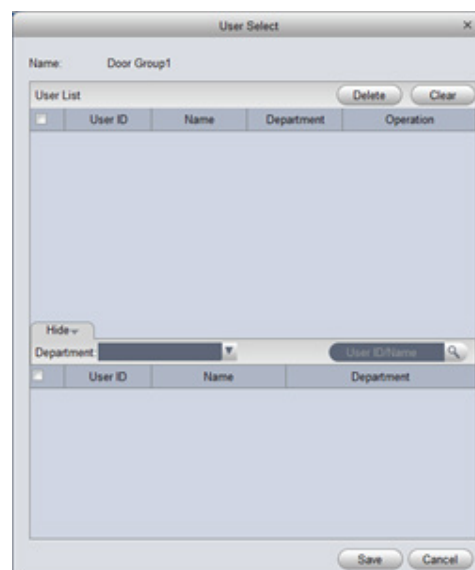 User Select
Name: Door Group1
User List Delete Clear
User ID Name Department Operation
Hide
Department: User ID/Name
User ID Name Department
Save Cancel